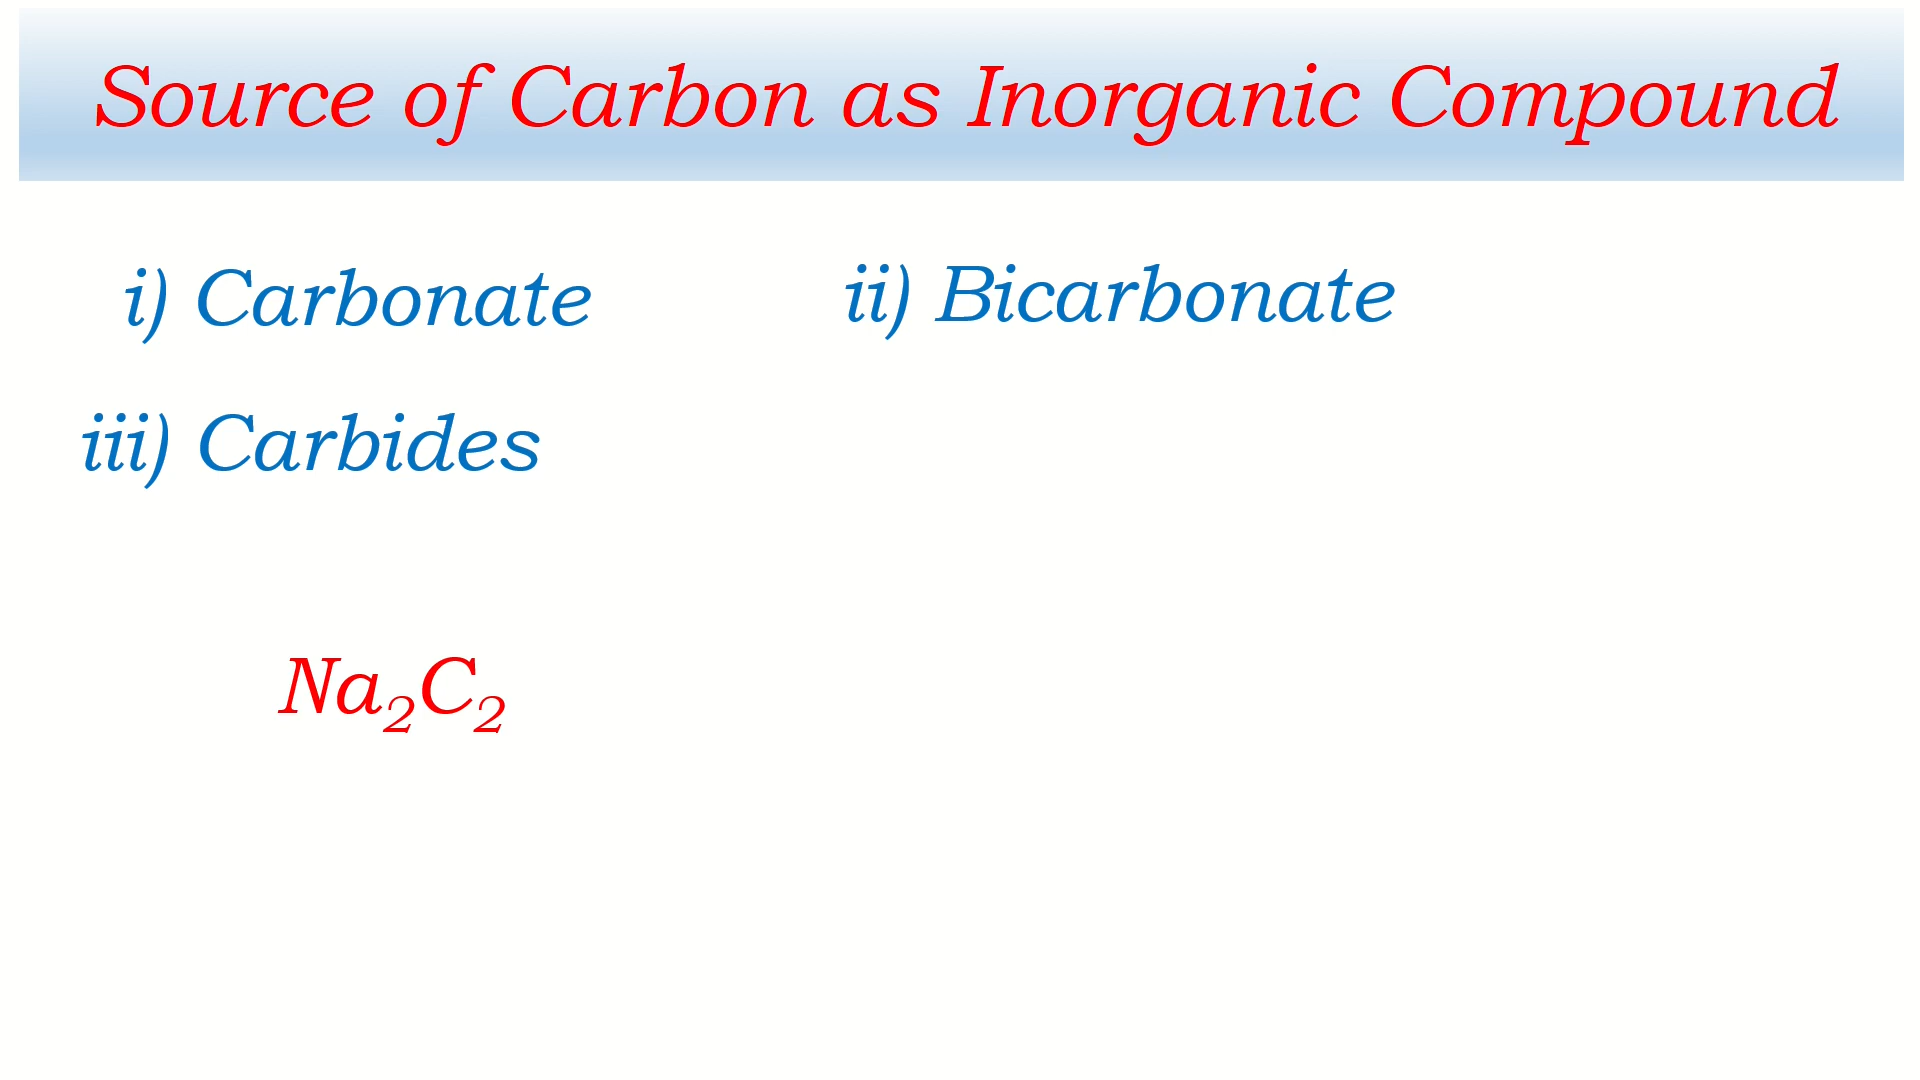 Source of Carbon as Inorganic Compound
i) Carbonate ii) Bicarbonate
iii) Carbides
Na₂C₂